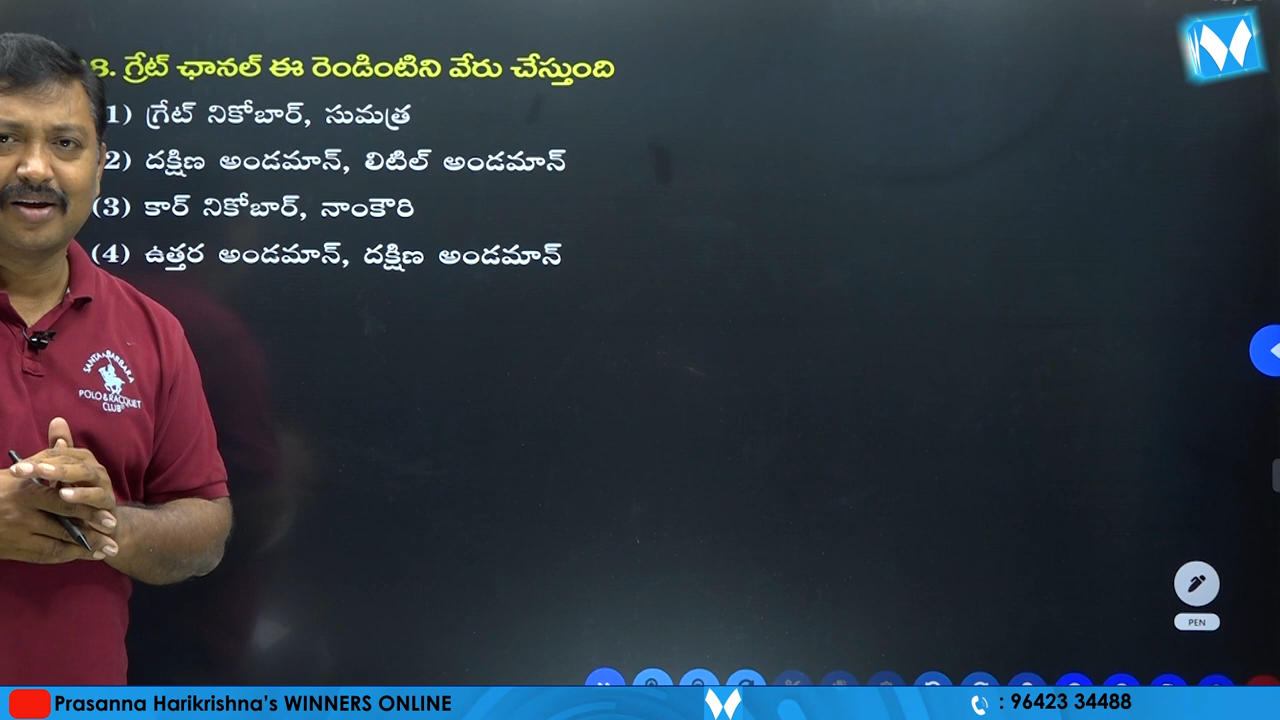 8. గ్రేట్ ఛానల్ ఈ రెండింటిని వేరు చేస్తుంది
1) గ్రేట్ నికోబార్, సుమత్ర
2) దక్షిణ అండమాన్, లిటిల్ అండమాన్
(3) కార్ నికోబార్, నాంకౌరి
(4) ఉత్తర అండమాన్, దక్షిణ అండమాన్
SANTA BARBARA
POLO & RACQUET
CLUB
PEN
Prasanna Harikrishna's WINNERS ONLINE
: 96423 34488